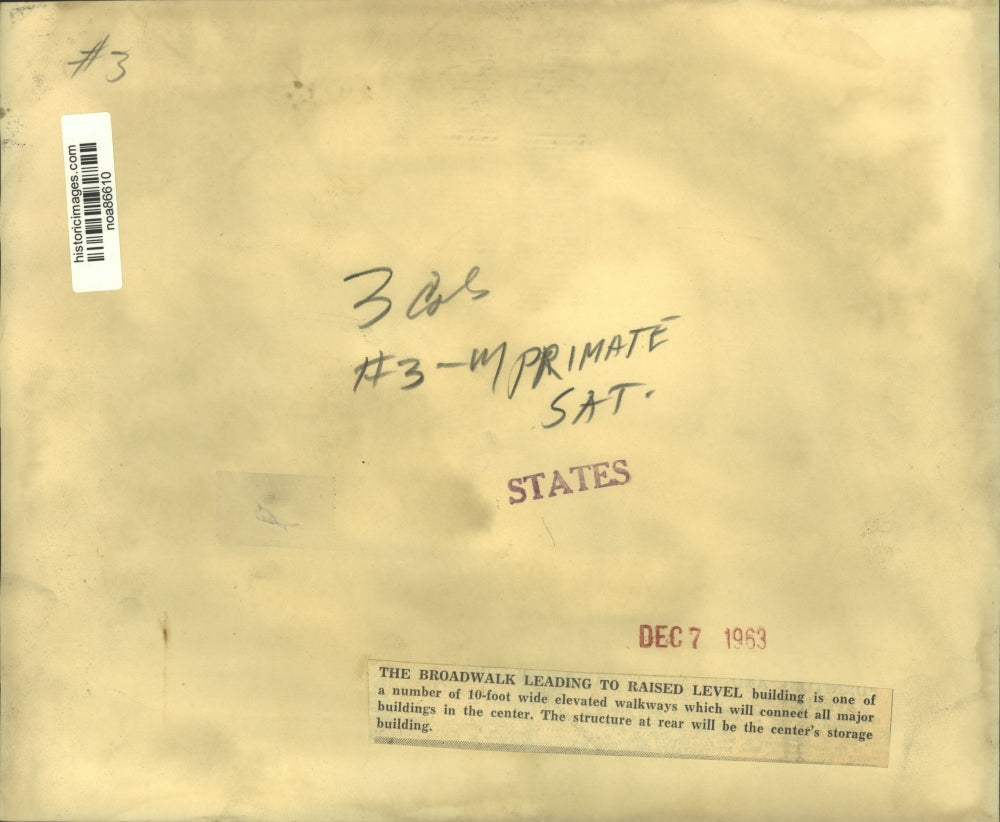 #3
historicimages.com
noa86610
3 Cols
#3 - W PRIMATE
SAT.
STATES
DEC 7 1963
THE BROADWALK LEADING TO RAISED LEVEL building is one of
a number of 10-foot wide elevated walkways which will connect all major
buildings in the center. The structure at rear will be the center's storage
building.